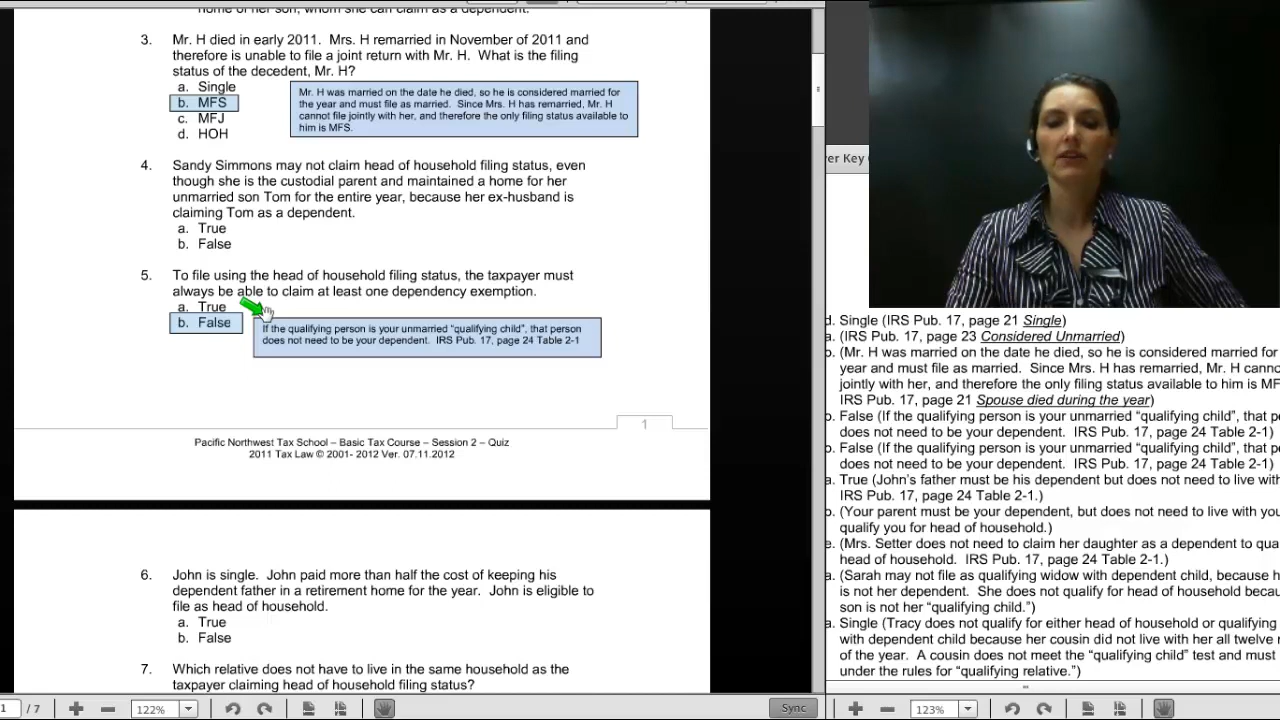 home of her son, whom she can claim as a dependent.
3. Mr. H died in early 2011. Mrs. H remarried in November of 2011 and
therefore is unable to file a joint return with Mr. H. What is the filing
status of the decedent, Mr. H?
a. Single
b. MFS
c. MFJ
d. HOH
Mr. H was married on the date he died, so he is considered married for
the year and must file as married. Since Mrs. H has remarried, Mr. H
cannot file jointly with her, and therefore the only filing status available to
him is MFS.
4. Sandy Simmons may not claim head of household filing status, even
though she is the custodial parent and maintained a home for her
unmarried son Tom for the entire year, because her ex-husband is
claiming Tom as a dependent.
a. True
b. False
5. To file using the head of household filing status, the taxpayer must
always be able to claim at least one dependency exemption.
a. True
b. False
If the qualifying person is your unmarried “qualifying child”, that person
does not need to be your dependent. IRS Pub. 17, page 24 Table 2-1
1
Pacific Northwest Tax School – Basic Tax Course – Session 2 – Quiz
2011 Tax Law © 2001- 2012 Ver. 07.11.2012
6. John is single. John paid more than half the cost of keeping his
dependent father in a retirement home for the year. John is eligible to
file as head of household.
a. True
b. False
7. Which relative does not have to live in the same household as the
taxpayer claiming head of household filing status?
1 / 7
122%
Sync
ver Key (
d. Single (IRS Pub. 17, page 21 Single)
a. (IRS Pub. 17, page 23 Considered Unmarried
b. (Mr. H was married on the date he died, so he is considered married for
year and must file as married. Since Mrs. H has remarried, Mr. H canno
jointly with her, and therefore the only filing status available to him is MF
IRS Pub. 17, page 21 Spouse died during the year)
b. False (If the qualifying person is your unmarried “qualifying child”, that pe
does not need to be your dependent. IRS Pub. 17, page 24 Table 2-1)
b. False (If the qualifying person is your unmarried “qualifying child”, that pe
does not need to be your dependent. IRS Pub. 17, page 24 Table 2-1)
a. True (John’s father must be his dependent but does not need to live with
IRS Pub. 17, page 24 Table 2-1.)
b. (Your parent must be your dependent, but does not need to live with you
qualify you for head of household.)
e. (Mrs. Setter does not need to claim her daughter as a dependent to qua
head of household. IRS Pub. 17, page 24 Table 2-1.)
a. (Sarah may not file as qualifying widow with dependent child, because h
is not her dependent. She does not qualify for head of household becau
son is not her “qualifying child.”)
a. Single (Tracy does not qualify for either head of household or qualifying
with dependent child because her cousin did not live with her all twelve m
of the year. A cousin does not meet the “qualifying child” test and must
under the rules for “qualifying relative.”)
123%